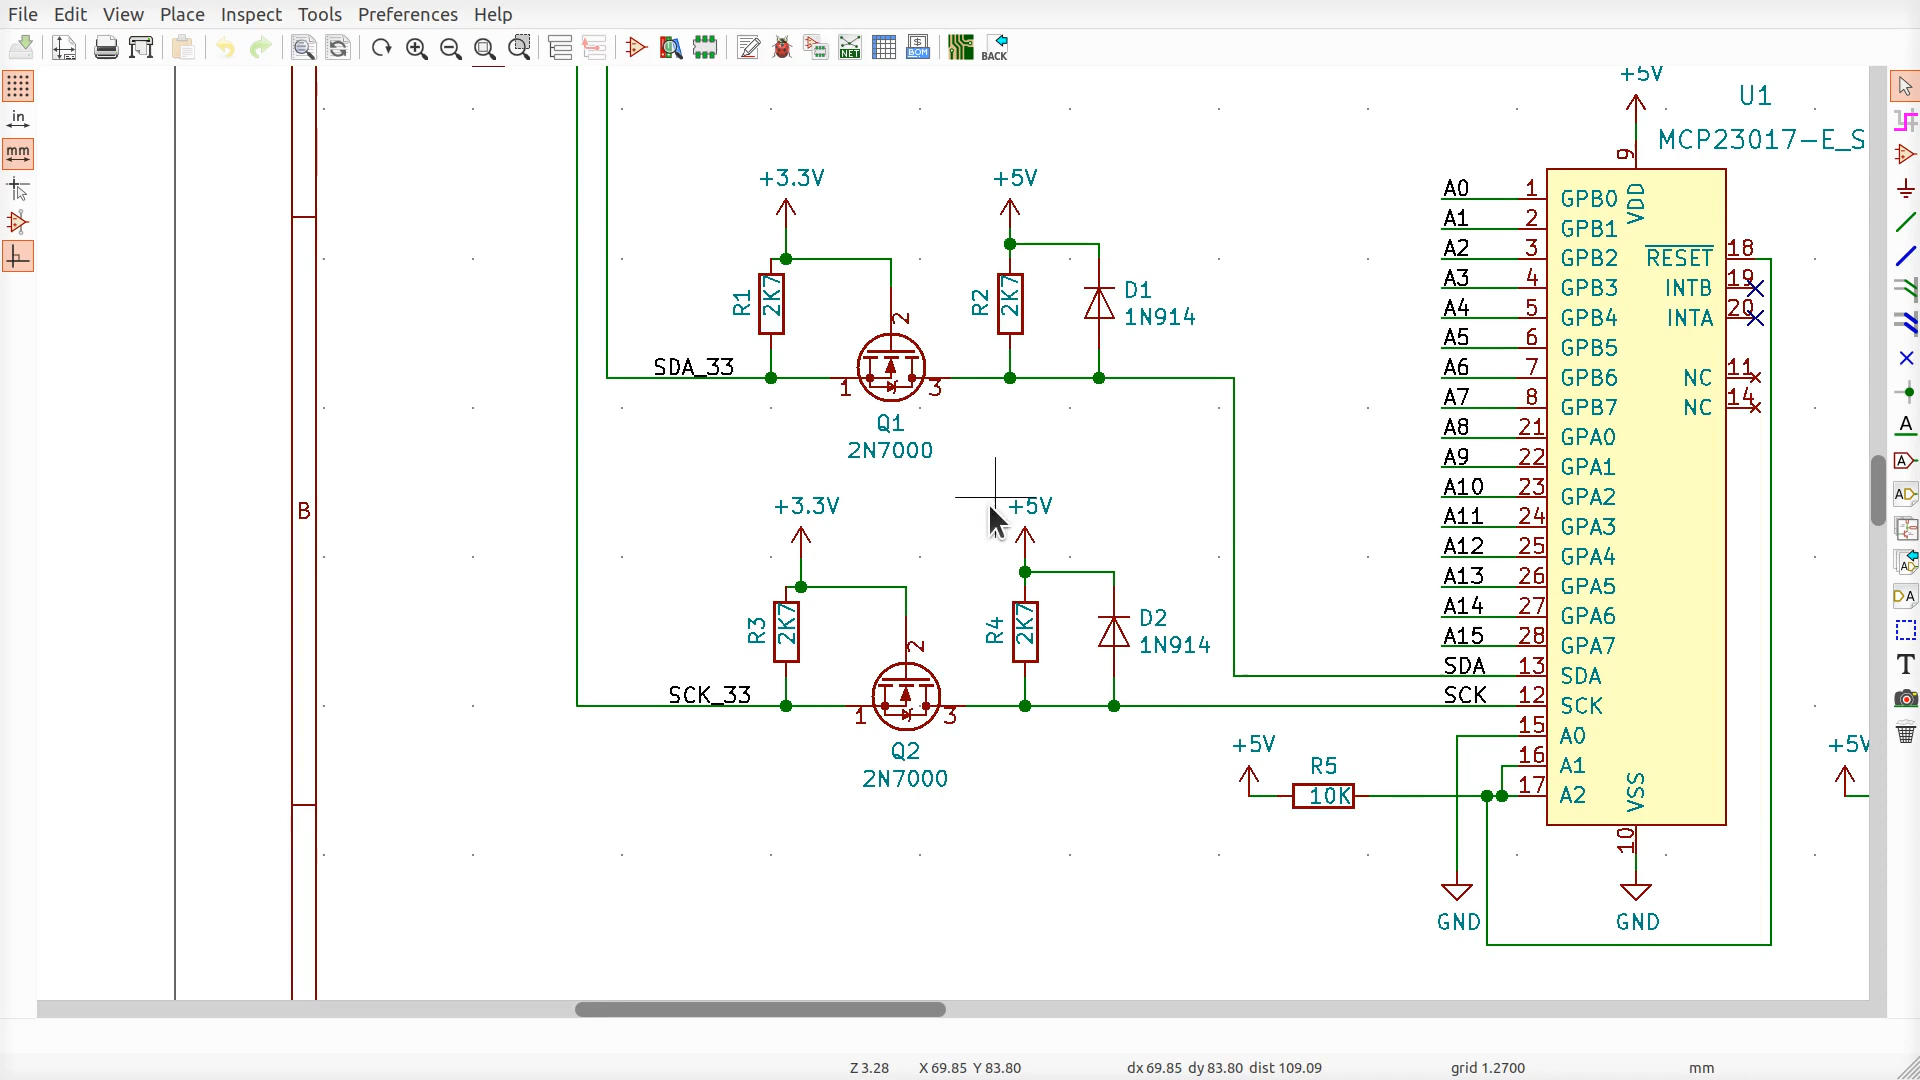 File Edit View Place Inspect Tools Preferences Help
NET
BOM
BACK
in
mm
B
+3.3V
+5V
R1
2K7
2
R2
2K7
D1
1N914
SDA_33
1
3
Q1
2N7000
+3.3V
+5V
R3
2K7
2
R4
2K7
D2
1N914
SCK_33
1
3
Q2
2N7000
+5V
R5
10K
+5V
U1
MCP23017-E_S
9
VDD
A0 1 GPB0
A1 2 GPB1
A2 3 GPB2
A3 4 GPB3
A4 5 GPB4
A5 6 GPB5
A6 7 GPB6
A7 8 GPB7
A8 21 GPA0
A9 22 GPA1
A10 23 GPA2
A11 24 GPA3
A12 25 GPA4
A13 26 GPA5
A14 27 GPA6
A15 28 GPA7
SDA 13 SDA
SCK 12 SCK
15 A0
16 A1
17 A2
RESET 18
INTB 19
INTA 20
NC 11
NC 14
VSS
10
GND
GND
+5V
A
A
AD
AD
DA
T
Z 3.28 X 69.85 Y 83.80 dx 69.85 dy 83.80 dist 109.09 grid 1.2700 mm